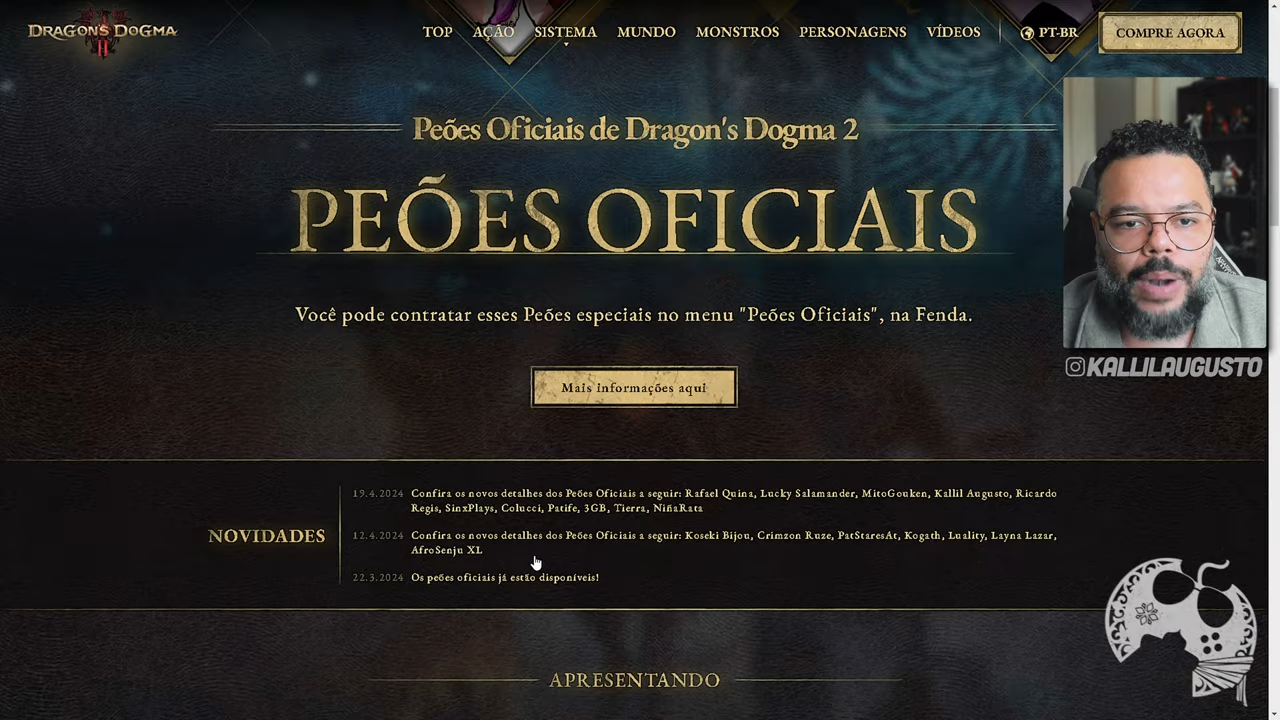 DRAGON'S DOGMA
II
TOP AÇÃO SISTEMA MUNDO MONSTROS PERSONAGENS VÍDEOS PT-BR COMPRE AGORA
Peões Oficiais de Dragon's Dogma 2
PEÕES OFICIAIS
Você pode contratar esses Peões especiais no menu "Peões Oficiais", na Fenda.
KALLILAUGUSTO
Mais informações aqui
NOVIDADES
19.4.2024 Confira os novos detalhes dos Peões Oficiais a seguir: Rafael Quina, Lucky Salamander, MitoGouken, Kallil Augusto, Ricardo
Regis, SinxPlays, Colucci, Patife, 3GB, Tierra, NiñaRata
12.4.2024 Confira os novos detalhes dos Peões Oficiais a seguir: Koseki Bijou, Crimzon Ruze, PatStaresAt, Kogath, Luality, Layna Lazar,
AfroSenju XL
22.3.2024 Os peões oficiais já estão disponíveis!
APRESENTANDO